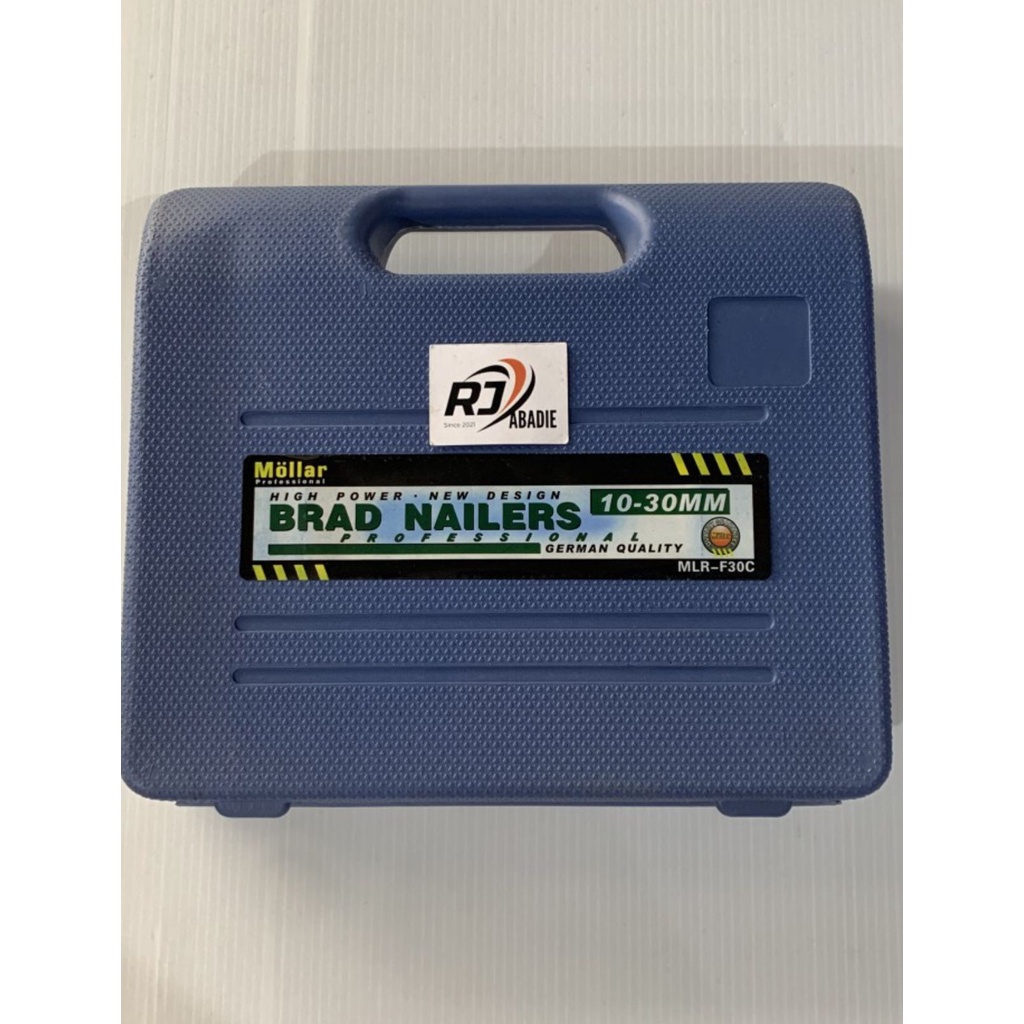 RJ
Since 2021
ABADIE
Möllar
Professional
HIGH POWER · NEW DESIGN
BRAD NAILERS
10-30MM
PROFESSIONAL
GERMAN QUALITY
MLR-F30C